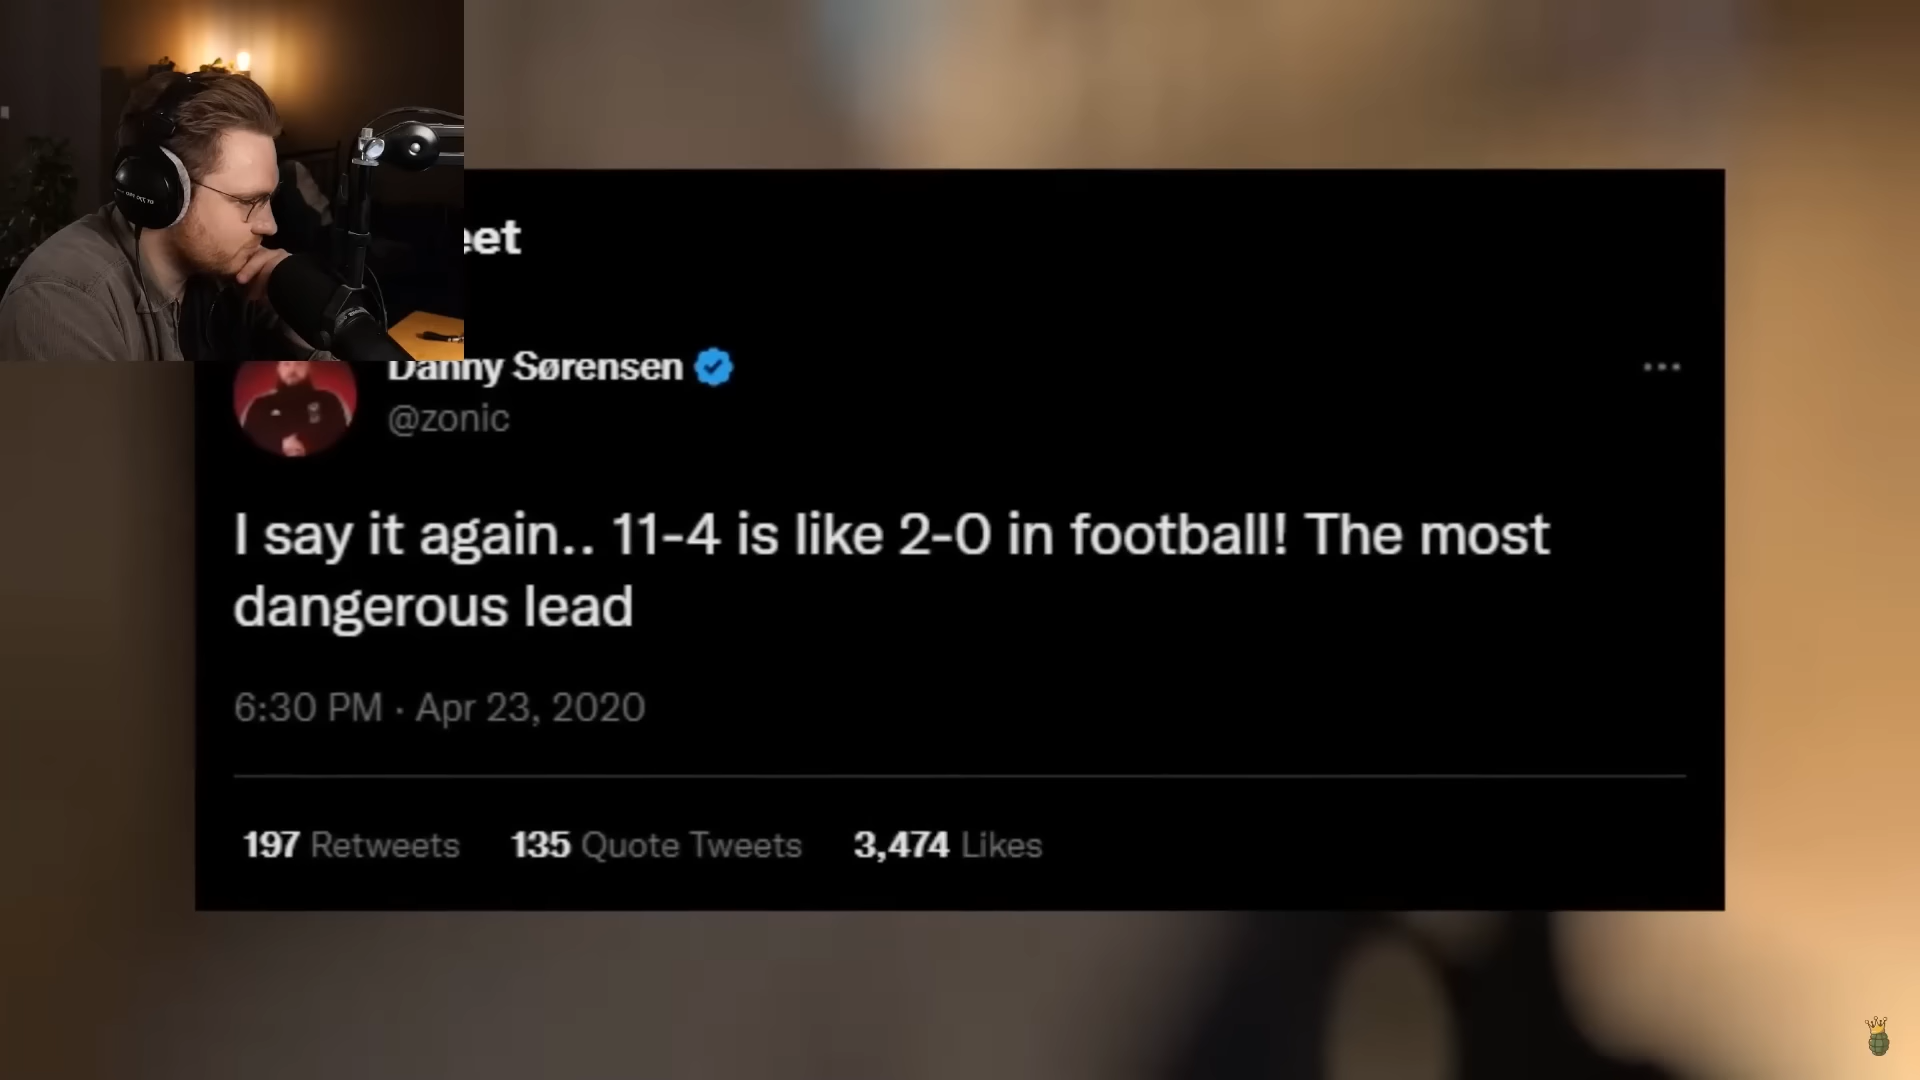 eet
Danny Sørensen
@zonic
I say it again.. 11-4 is like 2-0 in football! The most
dangerous lead
6:30 PM · Apr 23, 2020
197 Retweets 135 Quote Tweets 3,474 Likes